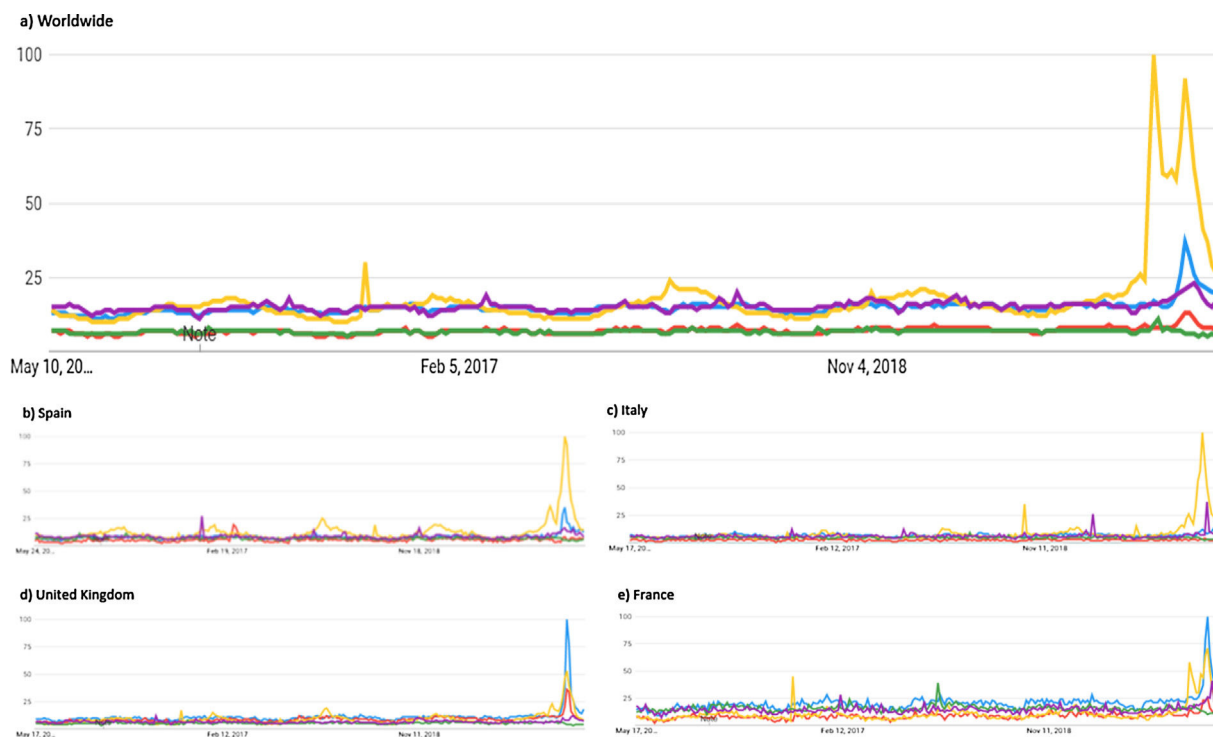 a) Worldwide
100
75
50
25
Note
May 10, 20... Feb 5, 2017 Nov 4, 2018
b) Spain
100
75
50
25
May 24, 20... Feb 19, 2017 Nov 18, 2018
c) Italy
100
75
50
25
Note
May 17, 20... Feb 12, 2017 Nov 11, 2018
d) United Kingdom
100
75
50
25
May 17, 20... Feb 12, 2017 Nov 11, 2018
e) France
100
75
50
25
Note
May 17, 20... Feb 12, 2017 Nov 11, 2018